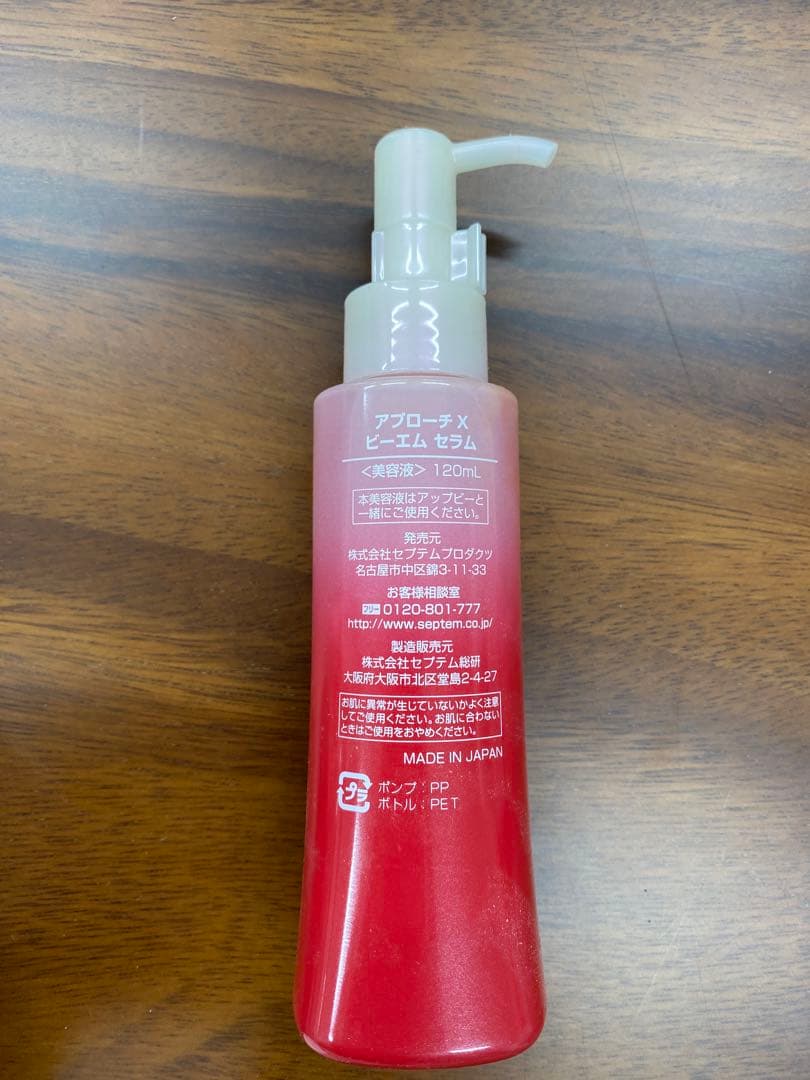 アプローチ X
ビーエム セラム
〈美容液〉 120mL
本美容液はアップビーと
一緒にご使用ください。
発売元
株式会社セプテムプロダクツ
名古屋市中区錦3-11-33
お客様相談室
フリー 0120-801-777
http://www.septem.co.jp/
製造販売元
株式会社セプテム総研
大阪府大阪市北区堂島2-4-27
お肌に異常が生じていないかよく注意
してご使用ください。お肌に合わない
ときはご使用をおやめください。
MADE IN JAPAN
プラ ポンプ : PP
ボトル : PET